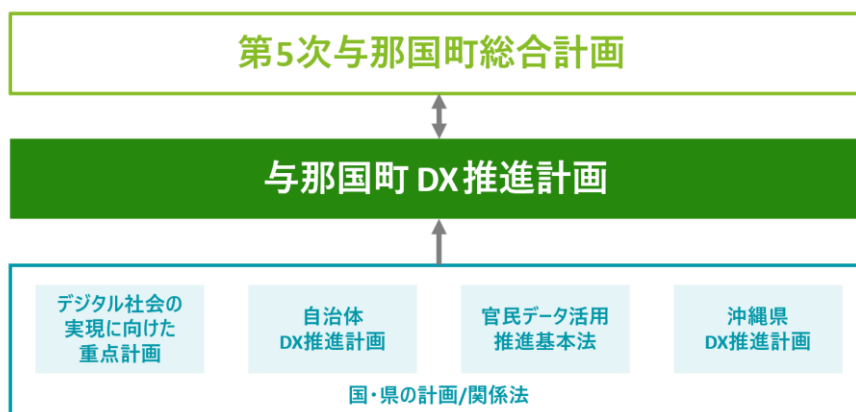 第5次与那国町総合計画
与那国町 DX 推進計画
デジタル社会の
実現に向けた
重点計画
自治体
DX推進計画
官民データ活用
推進基本法
沖縄県
DX推進計画
国・県の計画/関係法